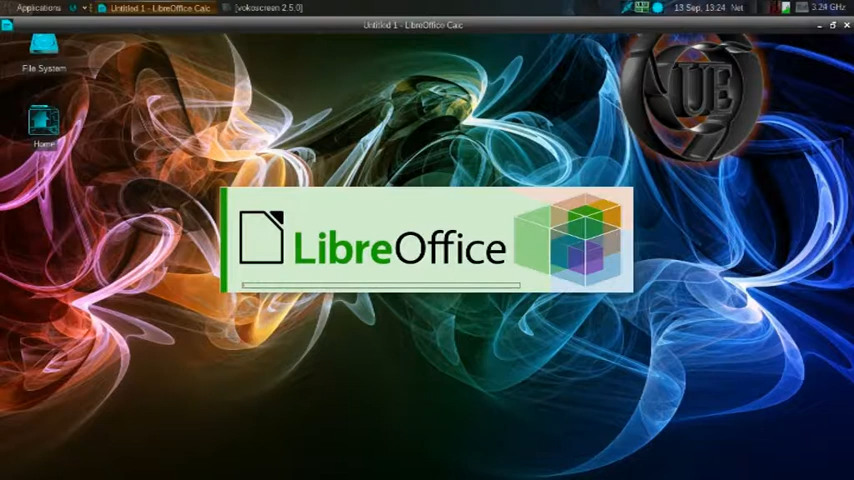 Applications
Untitled 1 - LibreOffice Calc
[vokoscreen 2.5.0]
13 Sep, 13:24 Net
3.24 GHz
Untitled 1 - LibreOffice Calc
File System
UE
Home
LibreOffice